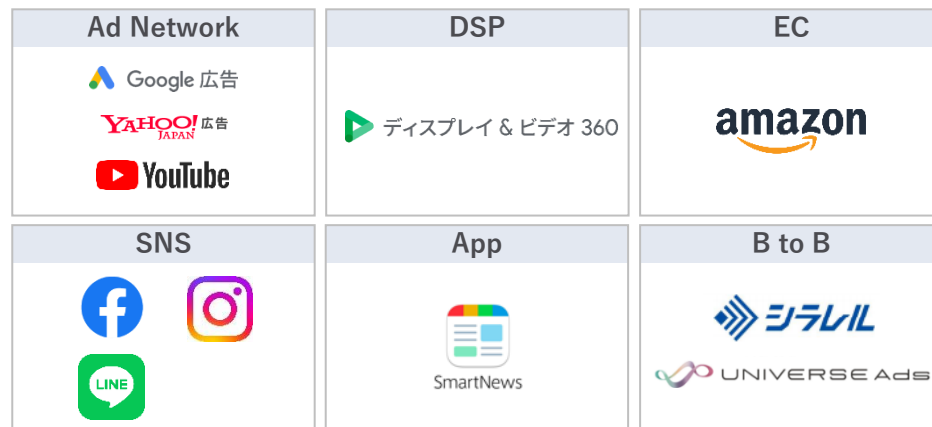 Ad Network
Google 広告
YAHOO! 広告
JAPAN
YouTube
DSP
ディスプレイ & ビデオ 360
EC
amazon
SNS
LINE
App
SmartNews
B to B
シラレル
UNIVERSE Ads